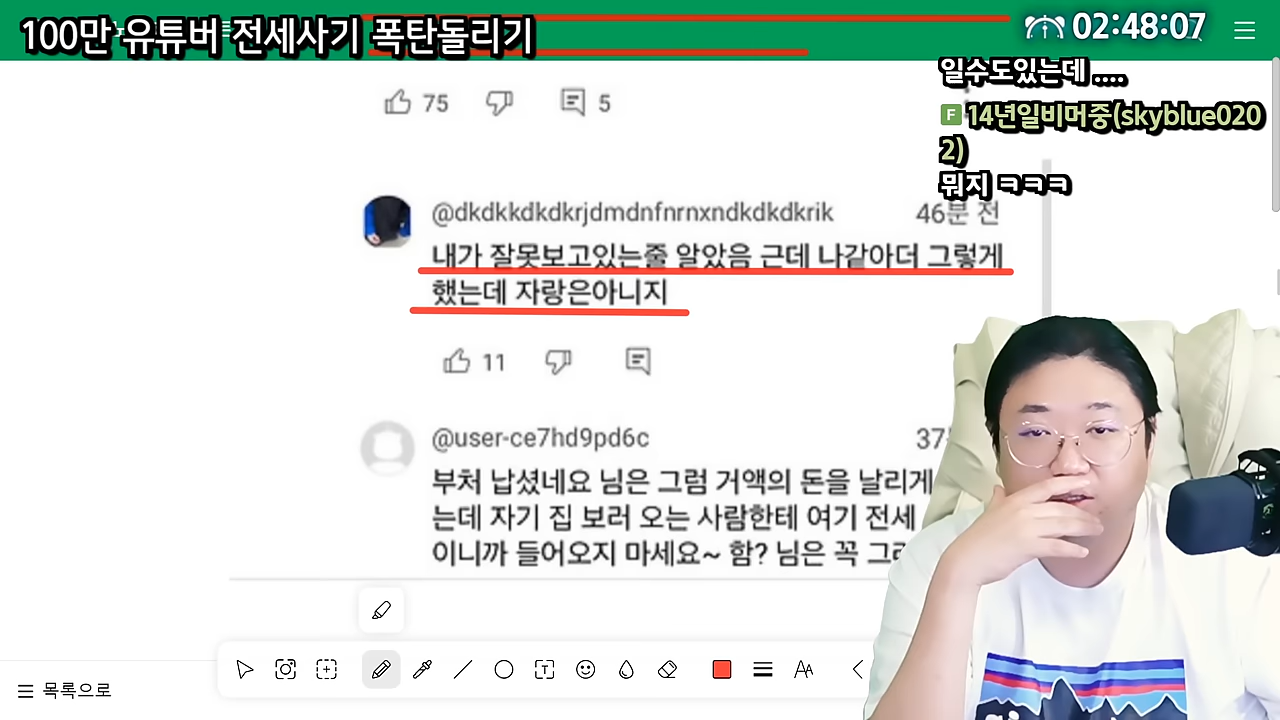 100만 유튜버 전세사기 폭탄돌리기
02:48:07
일수도있는데 ....
F 14년일비머중(skyblue020
2)
뭐지 ㅋㅋㅋ
75
5
@dkdkkdkdkrjdmdnfnrnxndkdkdkrik
46분 전
내가 잘못보고있는줄 알았음 근데 나같아더 그렇게
했는데 자랑은아니지
11
@user-ce7hd9pd6c
37
부처 납셨네요 님은 그럼 거액의 돈을 날리게
는데 자기 집 보러 오는 사람한테 여기 전세
이니까 들어오지 마세요~ 함? 님은 꼭
목록으로